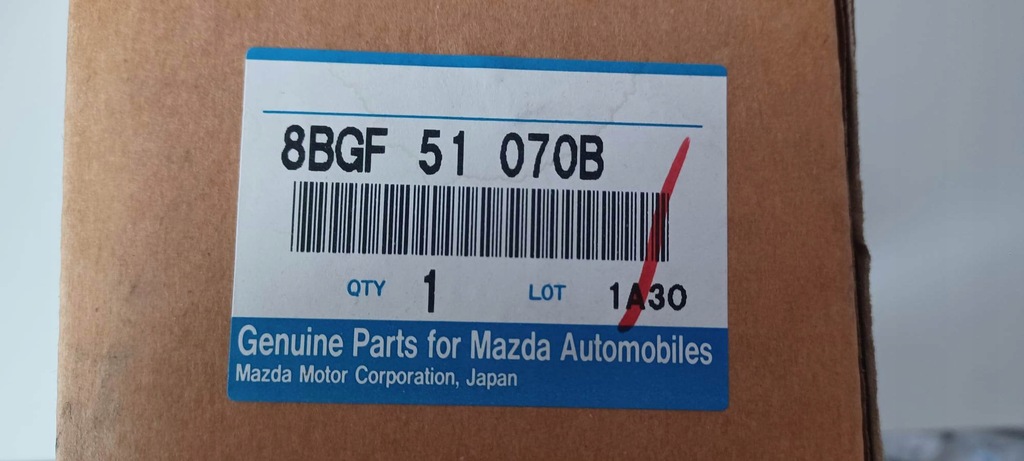 8BGF 51 070B
QTY 1 LOT 1A30
Genuine Parts for Mazda Automobiles
Mazda Motor Corporation, Japan